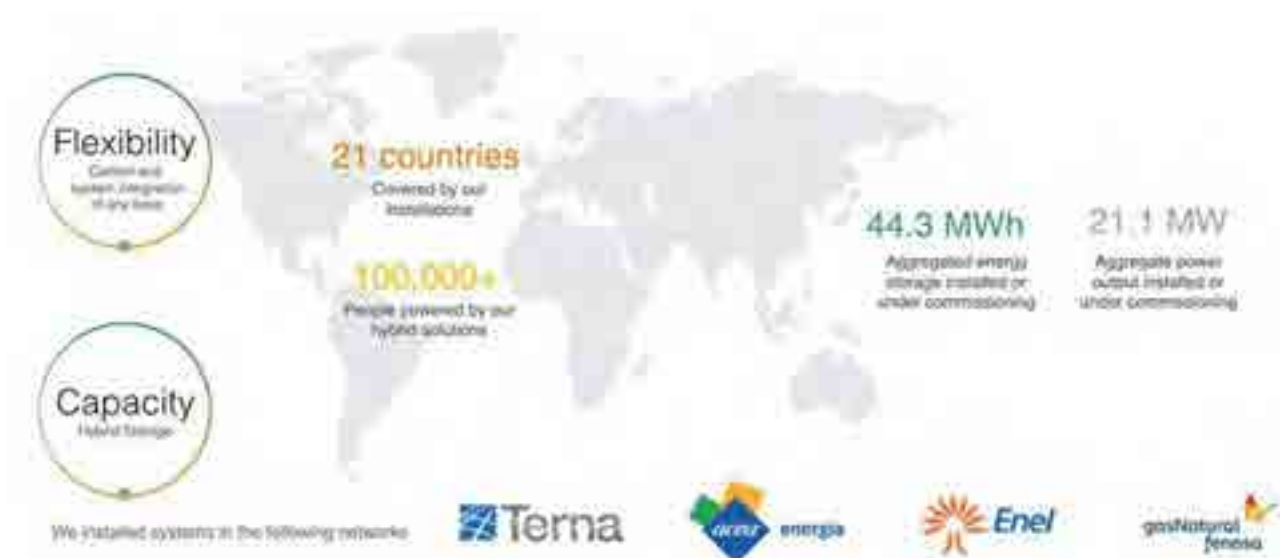 Flexibility
Control and
system integration
of any asset
21 countries
Covered by our
installations
100,000+
People powered by our
hybrid solutions
44.3 MWh
Aggregated energy
storage installed or
under commissioning
21.1 MW
Aggregate power
output installed or
under commissioning
Capacity
Hybrid Storage
We installed systems in the following networks
Terna
acea energia
Enel
gasNatural
fenosa